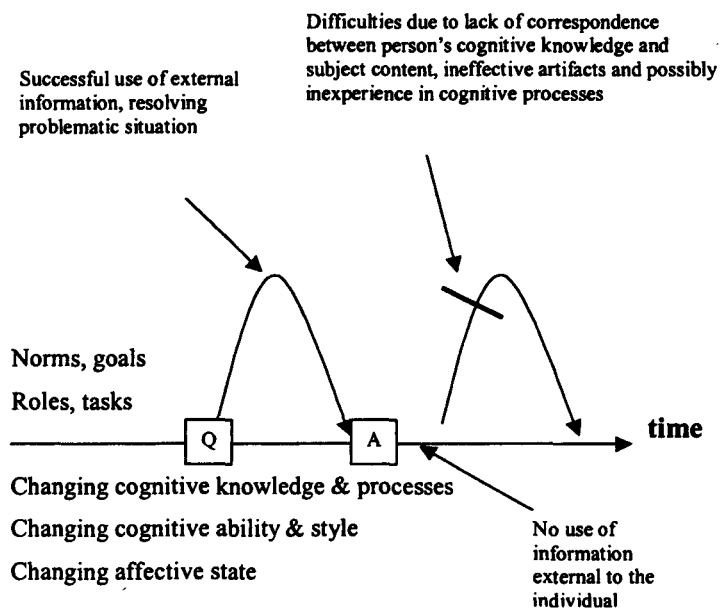 Difficulties due to lack of correspondence
between person's cognitive knowledge and
subject content, ineffective artifacts and possibly
inexperience in cognitive processes
Successful use of external
information, resolving
problematic situation
Norms, goals
Roles, tasks
Q
A
time
Changing cognitive knowledge & processes
Changing cognitive ability & style
Changing affective state
No use of
information
external to the
individual